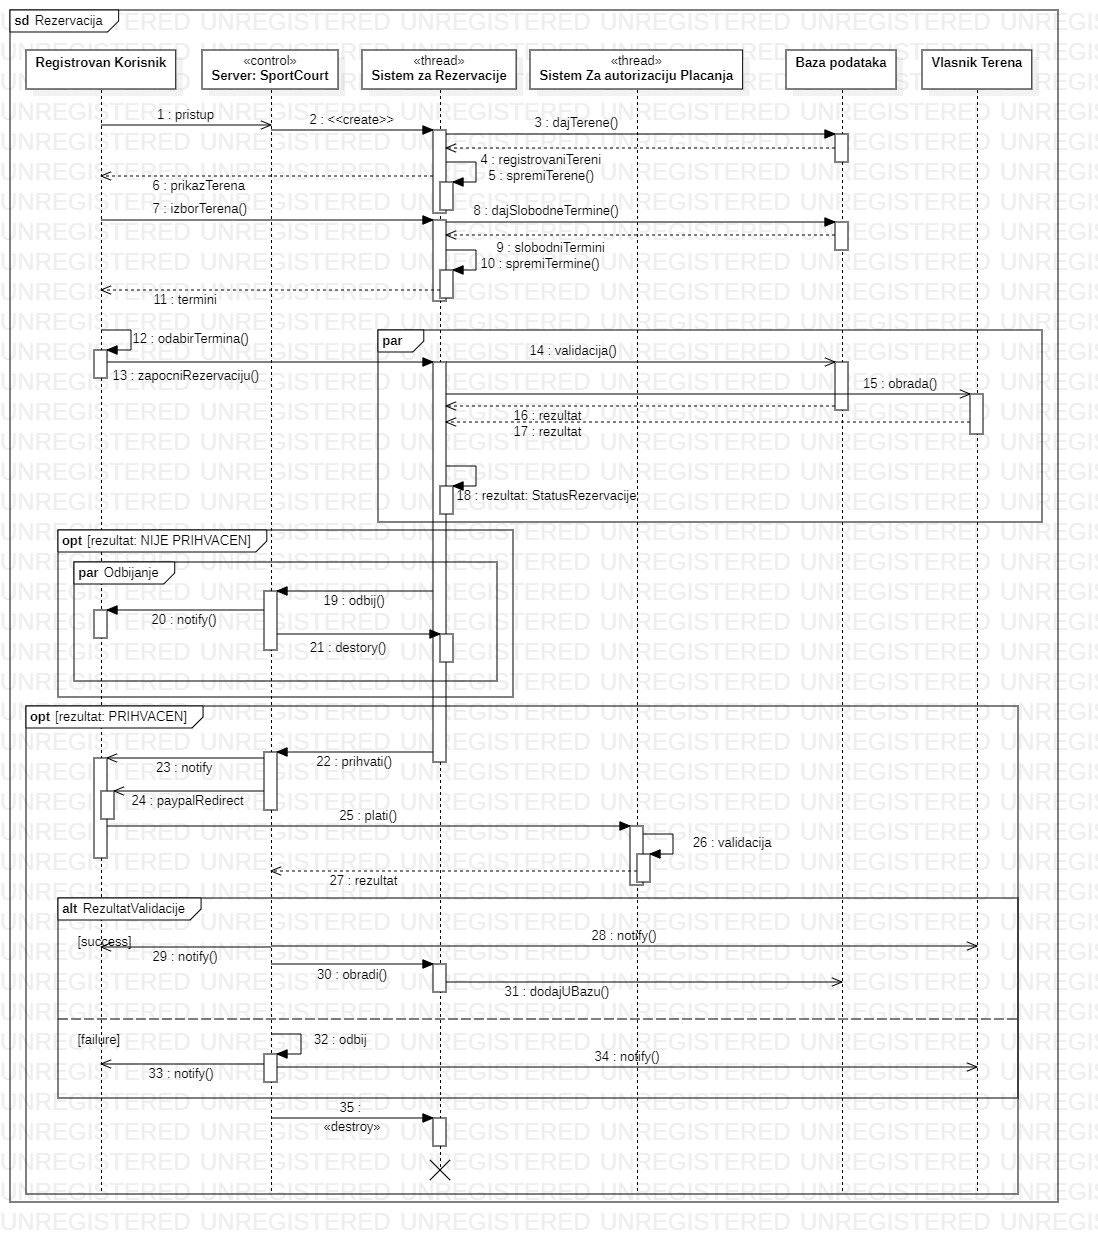 sd Rezervacija
Registrovan Korisnik
«control»
Server: SportCourt
«thread»
Sistem za Rezervacije
«thread»
Sistem Za autorizaciju Placanja
Baza podataka
Vlasnik Terena
1 : pristup
2 : <<create>>
3 : dajTerene()
4 : registrovaniTereni
5 : spremiTerene()
6 : prikazTerena
7 : izborTerena()
8 : dajSlobodneTermine()
9 : slobodniTermini
10 : spremiTermine()
11 : termini
12 : odabirTermina()
par
13 : zapocniRezervaciju()
14 : validacija()
15 : obrada()
16 : rezultat
17 : rezultat
18 : rezultat: StatusRezervacije
opt [rezultat: NIJE PRIHVACEN]
par Odbijanje
19 : odbij()
20 : notify()
21 : destory()
opt [rezultat: PRIHVACEN]
22 : prihvati()
23 : notify
24 : paypalRedirect
25 : plati()
26 : validacija
27 : rezultat
alt RezultatValidacije
[success]
28 : notify()
29 : notify()
30 : obradi()
31 : dodajUBazu()
[failure]
32 : odbij
33 : notify()
34 : notify()
35 :
«destroy»
UNREGISTERED